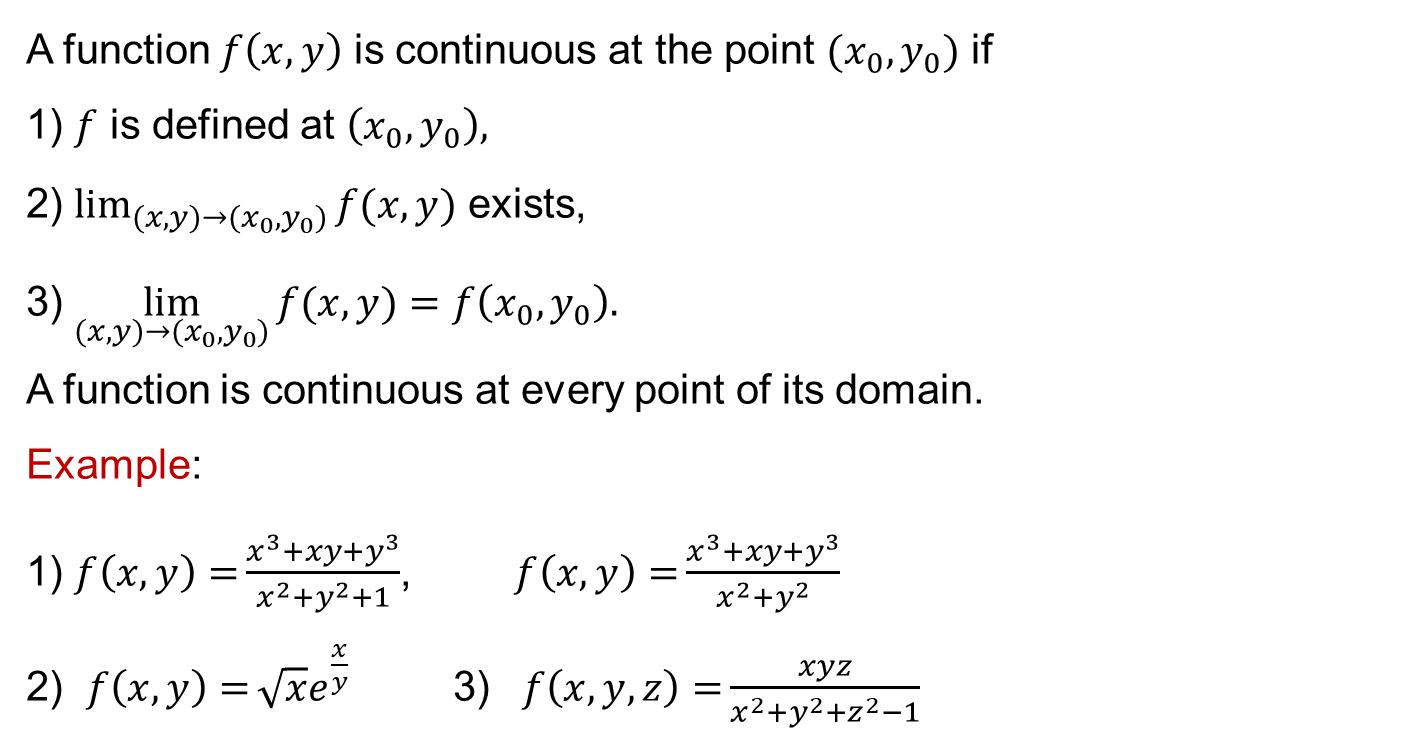 A function f(x, y) is continuous at the point (x₀, y₀) if
1) f is defined at (x₀, y₀),
2) lim₍ₓ,y₎→₍ₓ₀,y₀₎ f(x, y) exists,
3) lim_(x,y)→(x₀,y₀) f(x, y) = f(x₀, y₀).
A function is continuous at every point of its domain.
Example:
1) f(x, y) = (x³+xy+y³)/(x²+y²+1), f(x, y) = (x³+xy+y³)/(x²+y²)
2) f(x, y) = √x e^(x/y) 3) f(x, y, z) = xyz/(x²+y²+z²−1)